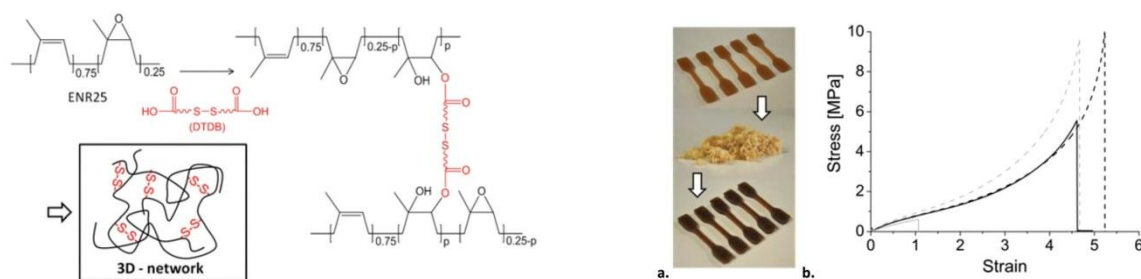 O
0.75
0.25
ENR25
O
HO
S–S
O
OH
(DTDB)
0.75
O
0.25-p
OH
p
O
O
S
S
O
O
OH
O
0.75
p
0.25-p
S-S
S-S
S-S
S-S
S-S
S-S
3D - network
a.
b.
Stress [MPa]
10
8
6
4
2
0
0
1
2
3
4
5
6
Strain